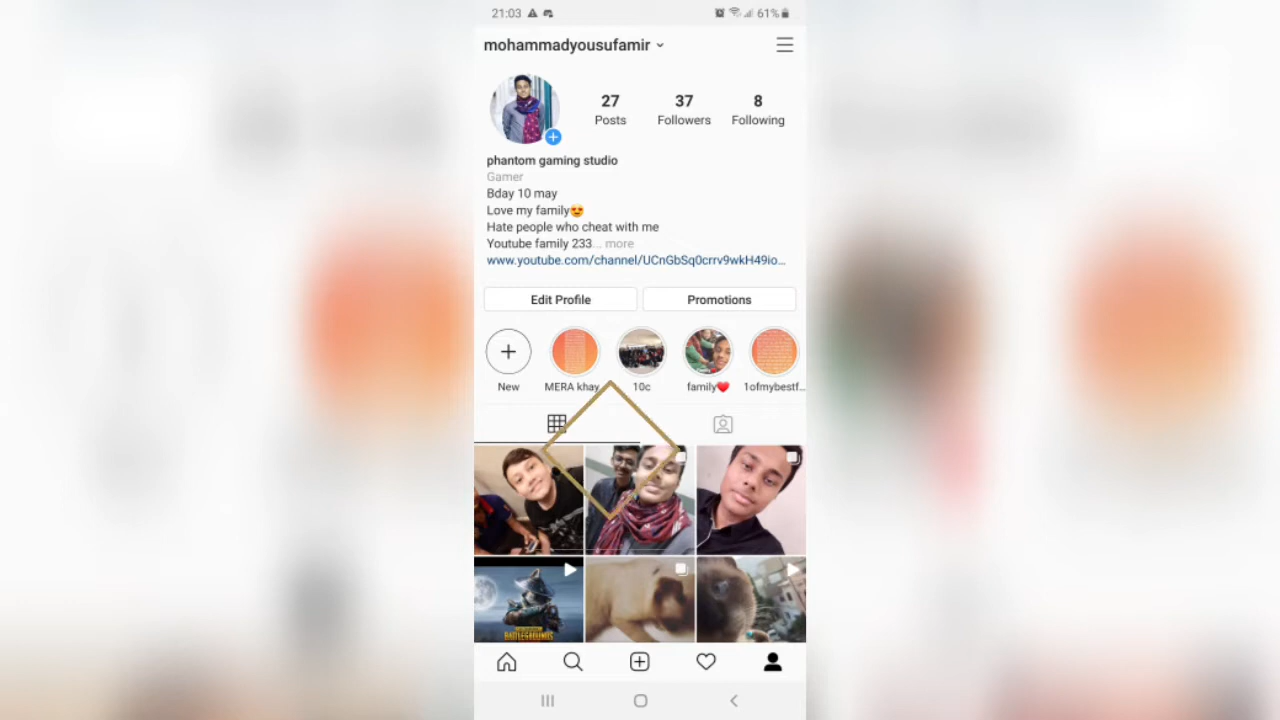 21:03 61%
mohammadyousufamir
27 37 8
Posts Followers Following
phantom gaming studio
Gamer
Bday 10 may
Love my family😍
Hate people who cheat with me
Youtube family 233... more
www.youtube.com/channel/UCnGbSq0crrv9wkH49io...
Edit Profile Promotions
New MERA khay... 10c family❤️ 1ofmybestf...
BATTLEGROUNDS